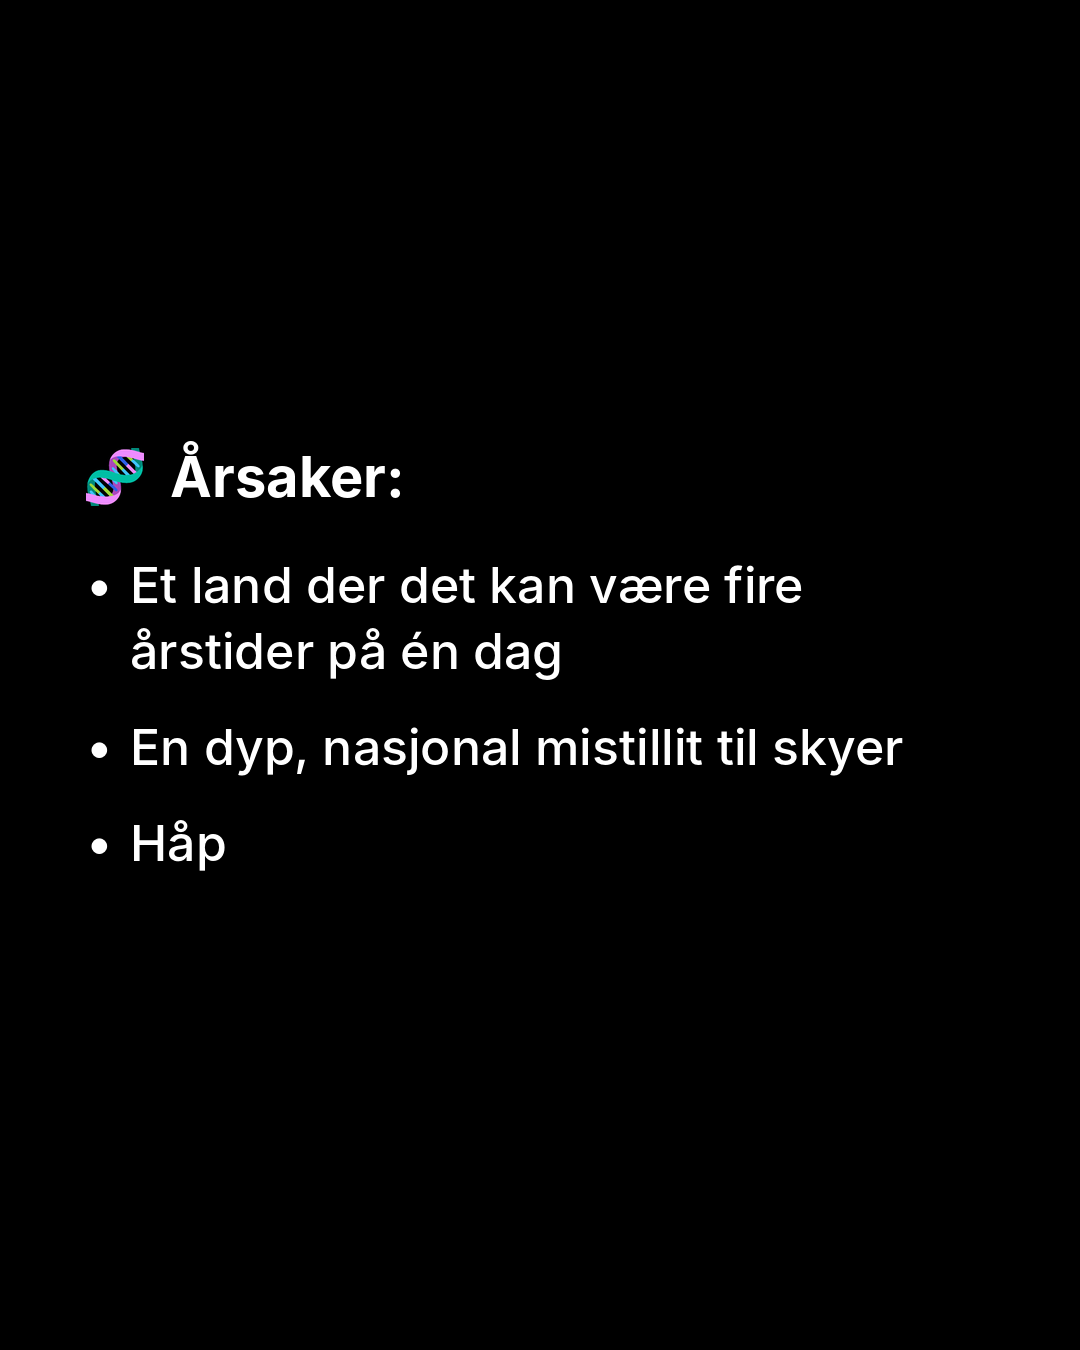 🧬 Årsaker:
• Et land der det kan være fire
årstider på én dag
• En dyp, nasjonal mistillit til skyer
• Håp